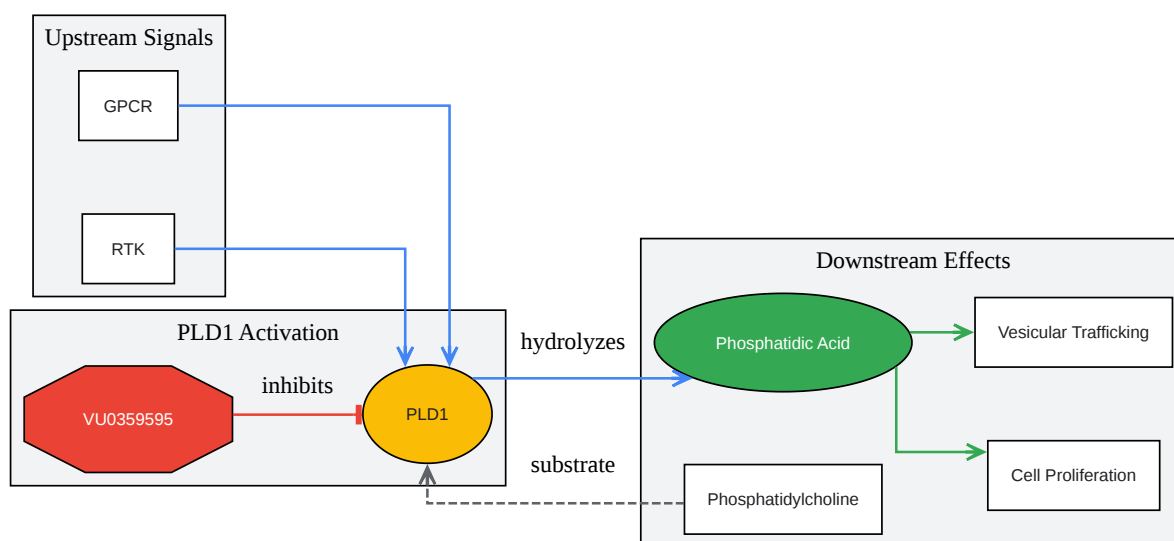 Upstream Signals
GPCR
RTK
PLD1 Activation
inhibits
VU0359595
PLD1
hydrolyzes
substrate
Downstream Effects
Phosphatidic Acid
Vesicular Trafficking
Cell Proliferation
Phosphatidylcholine